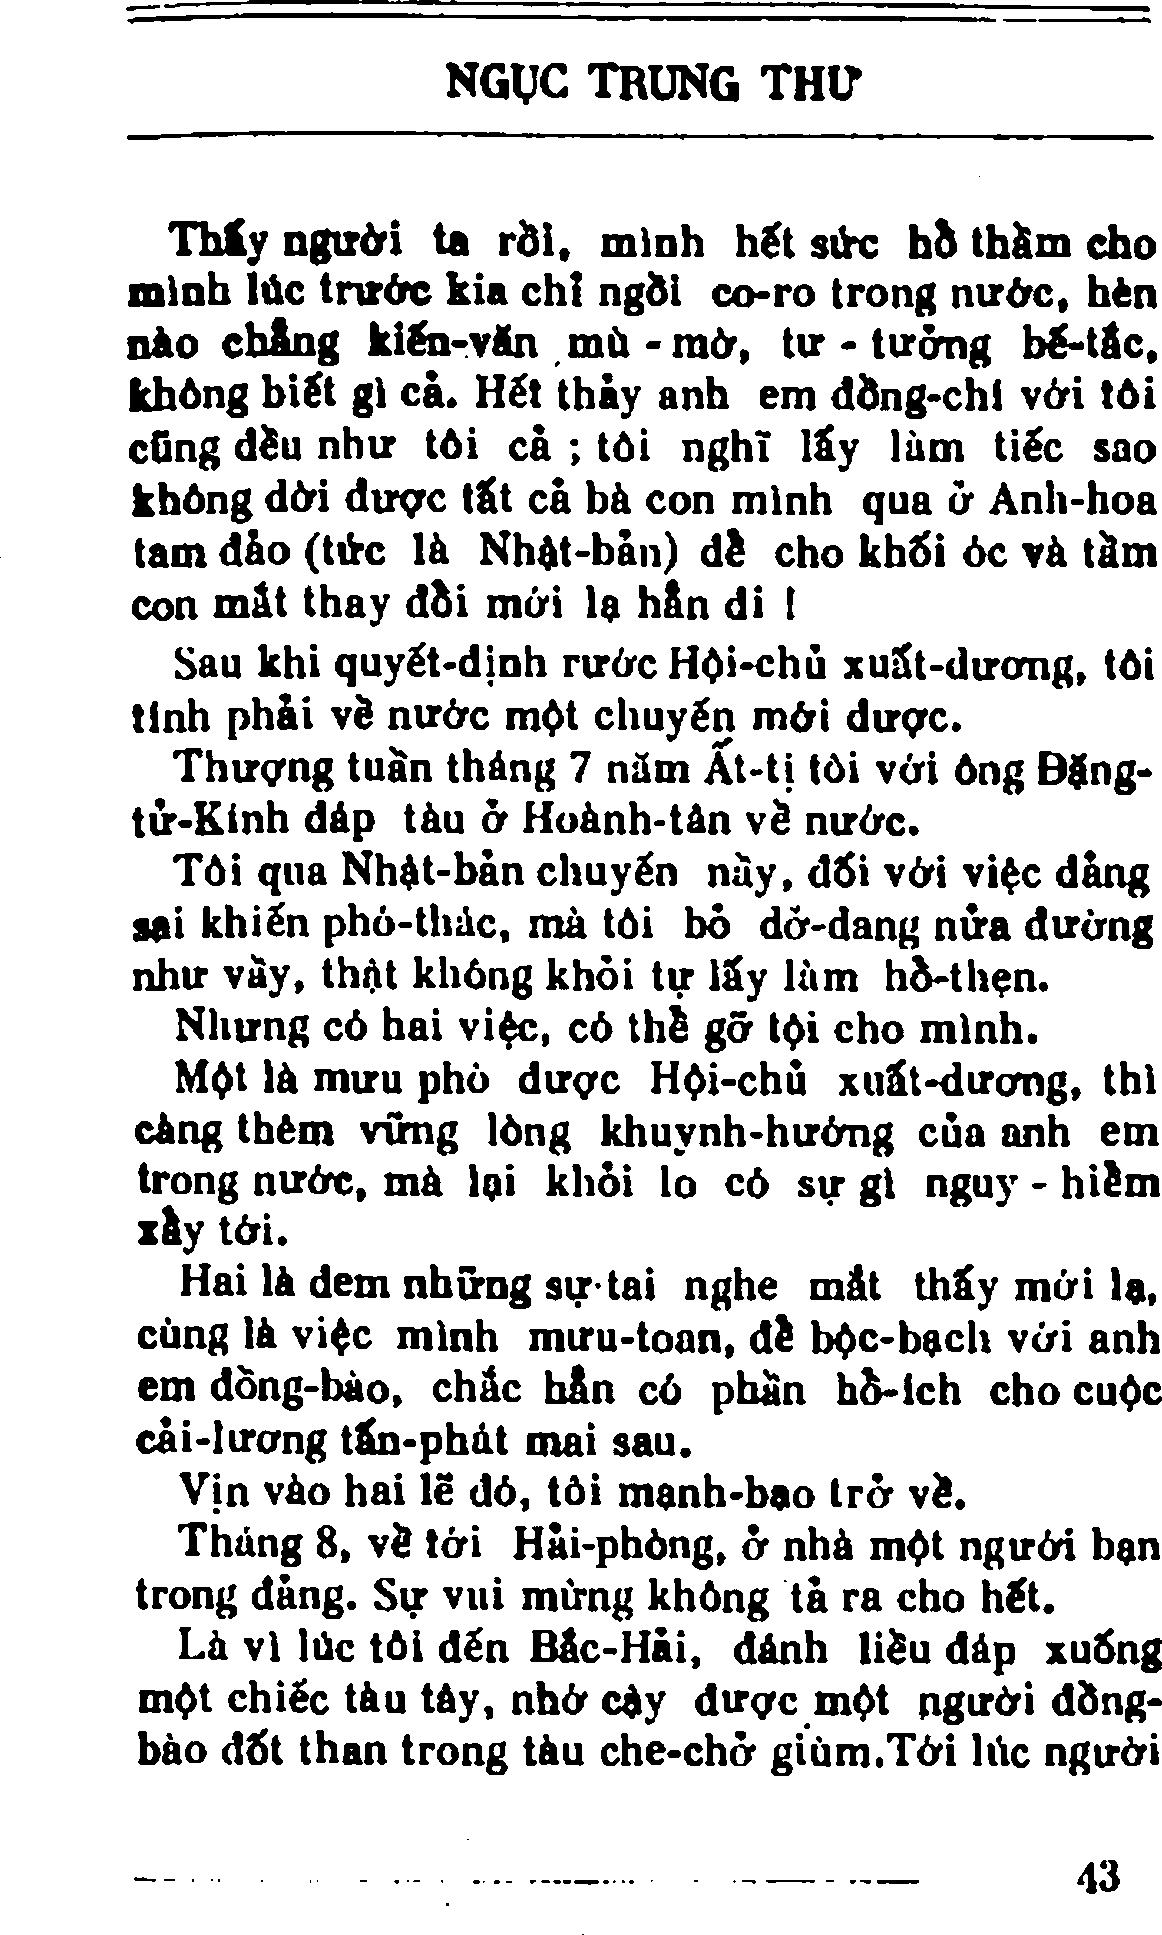 NGỤC TRUNG THƯ
Thấy người ta rồi, mình hết sức hổ thầm cho
mình lúc trước kia chỉ ngồi co-ro trong nước, hèn
nào chẳng kiến-văn mù - mờ, tư - tưởng bế-tắc,
không biết gì cả. Hết thảy anh em đồng-chí với tôi
cũng đều như tôi cả ; tôi nghĩ lấy làm tiếc sao
không dời được tất cả bà con mình qua ở Anh-hoa
tam đảo (tức là Nhật-bản) để cho khối óc và tầm
con mắt thay đổi mới lạ hẳn đi !
Sau khi quyết-định rước Hội-chủ xuất-dương, tôi
tính phải về nước một chuyến mới được.
Thượng tuần tháng 7 năm Ất-tị tôi với ông Đặng-
tử-Kính đáp tàu ở Hoành-tân về nước.
Tôi qua Nhật-bản chuyến nầy, đối với việc đảng
sai khiến phó-thác, mà tôi bỏ dở-dang nửa đường
như vầy, thật không khỏi tự lấy làm hổ-thẹn.
Nhưng có hai việc, có thể gỡ tội cho mình.
Một là mưu phò được Hội-chủ xuất-dương, thì
càng thêm vững lòng khuynh-hướng của anh em
trong nước, mà lại khỏi lo có sự gì nguy - hiểm
xẩy tới.
Hai là đem những sự tai nghe mắt thấy mới lạ,
cùng là việc mình mưu-toan, để bộc-bạch với anh
em đồng-bào, chắc hẳn có phần bổ-ích cho cuộc
cải-lương tấn-phát mai sau.
Vịn vào hai lẽ đó, tôi mạnh-bạo trở về.
Tháng 8, về tới Hải-phòng, ở nhà một người bạn
trong đảng. Sự vui mừng không tả ra cho hết.
Là vì lúc tôi đến Bắc-Hải, đánh liều đáp xuống
một chiếc tàu tây, nhờ cậy được một người đồng-
bào đốt than trong tàu che-chở giùm.Tới lúc người
43